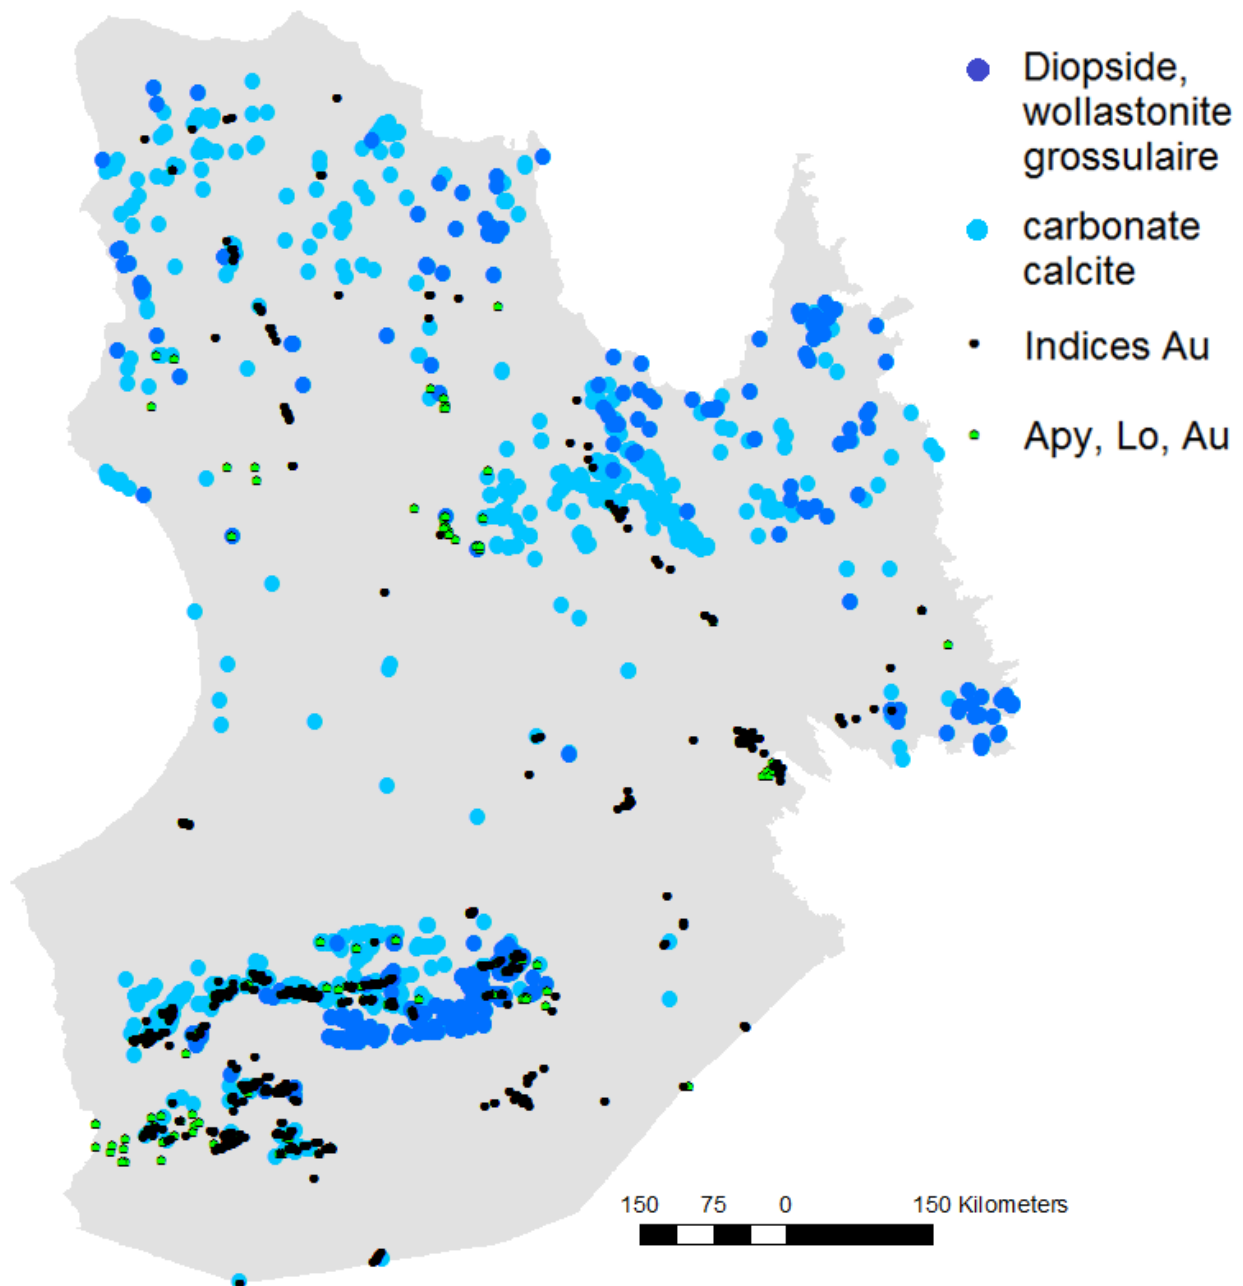 Diopside,
wollastonite
grossulaire
carbonate
calcite
Indices Au
Apy, Lo, Au
150 75 0 150 Kilometers